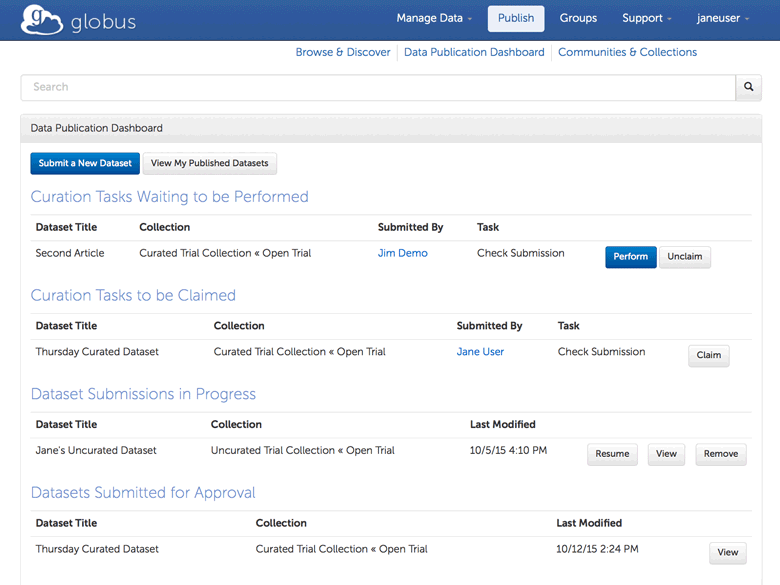 globus
Manage Data Publish Groups Support janeuser
Browse & Discover Data Publication Dashboard Communities & Collections
Search
Data Publication Dashboard
Submit a New Dataset View My Published Datasets
Curation Tasks Waiting to be Performed
Dataset Title Collection Submitted By Task
Second Article Curated Trial Collection « Open Trial Jim Demo Check Submission Perform Unclaim
Curation Tasks to be Claimed
Dataset Title Collection Submitted By Task
Thursday Curated Dataset Curated Trial Collection « Open Trial Jane User Check Submission Claim
Dataset Submissions in Progress
Dataset Title Collection Last Modified
Jane's Uncurated Dataset Uncurated Trial Collection « Open Trial 10/5/15 4:10 PM Resume View Remove
Datasets Submitted for Approval
Dataset Title Collection Last Modified
Thursday Curated Dataset Curated Trial Collection « Open Trial 10/12/15 2:24 PM View